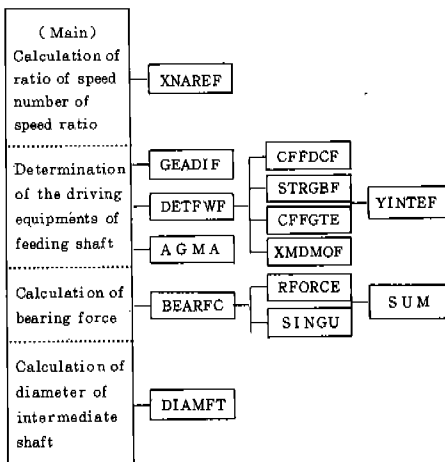 (Main)
Calculation of
ratio of speed
number of
speed ratio
XNAREF
Determination
of the driving
equipments of
feeding shaft
GEADIF
DETFWF
AGMA
CFFDCF
STRGBF
CFFGTE
XMDMOF
YINTEF
Calculation of
bearing force
BEARFC
RFORCE
SINGU
SUM
Calculation of
diameter of
intermediate
shaft
DIAMFT